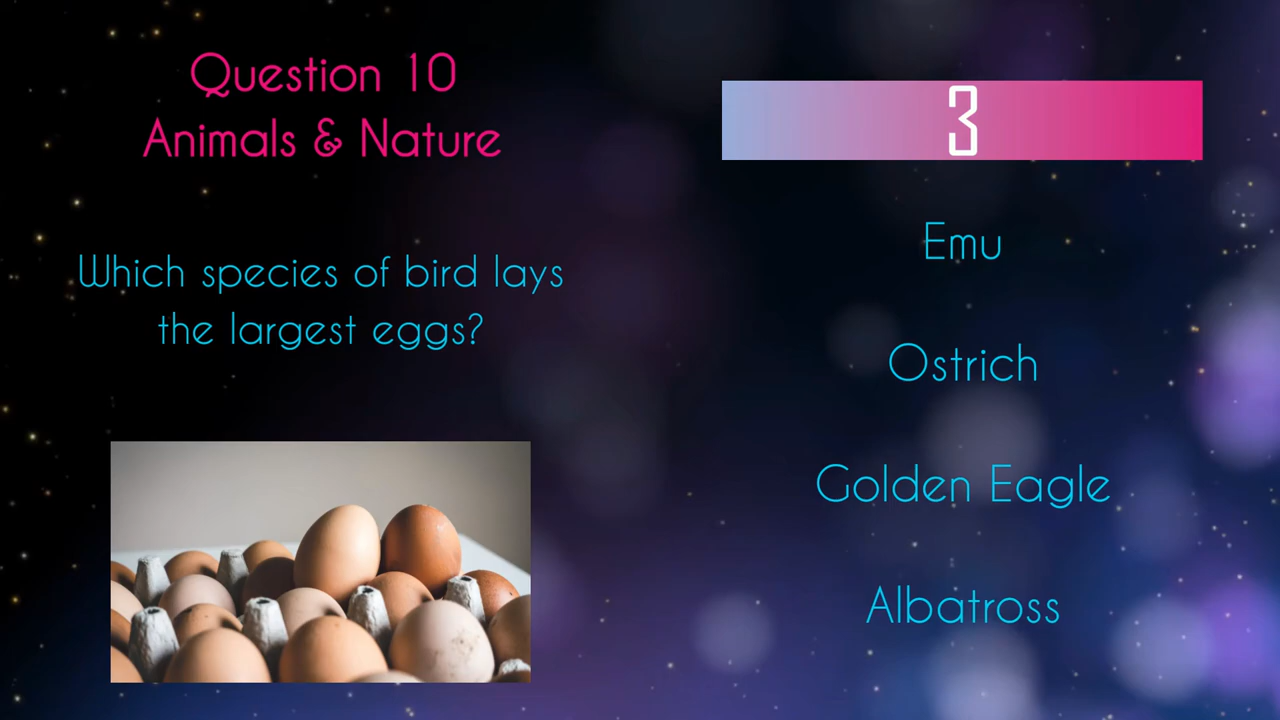 Question 10
Animals & Nature
Which species of bird lays
the largest eggs?
3
Emu
Ostrich
Golden Eagle
Albatross